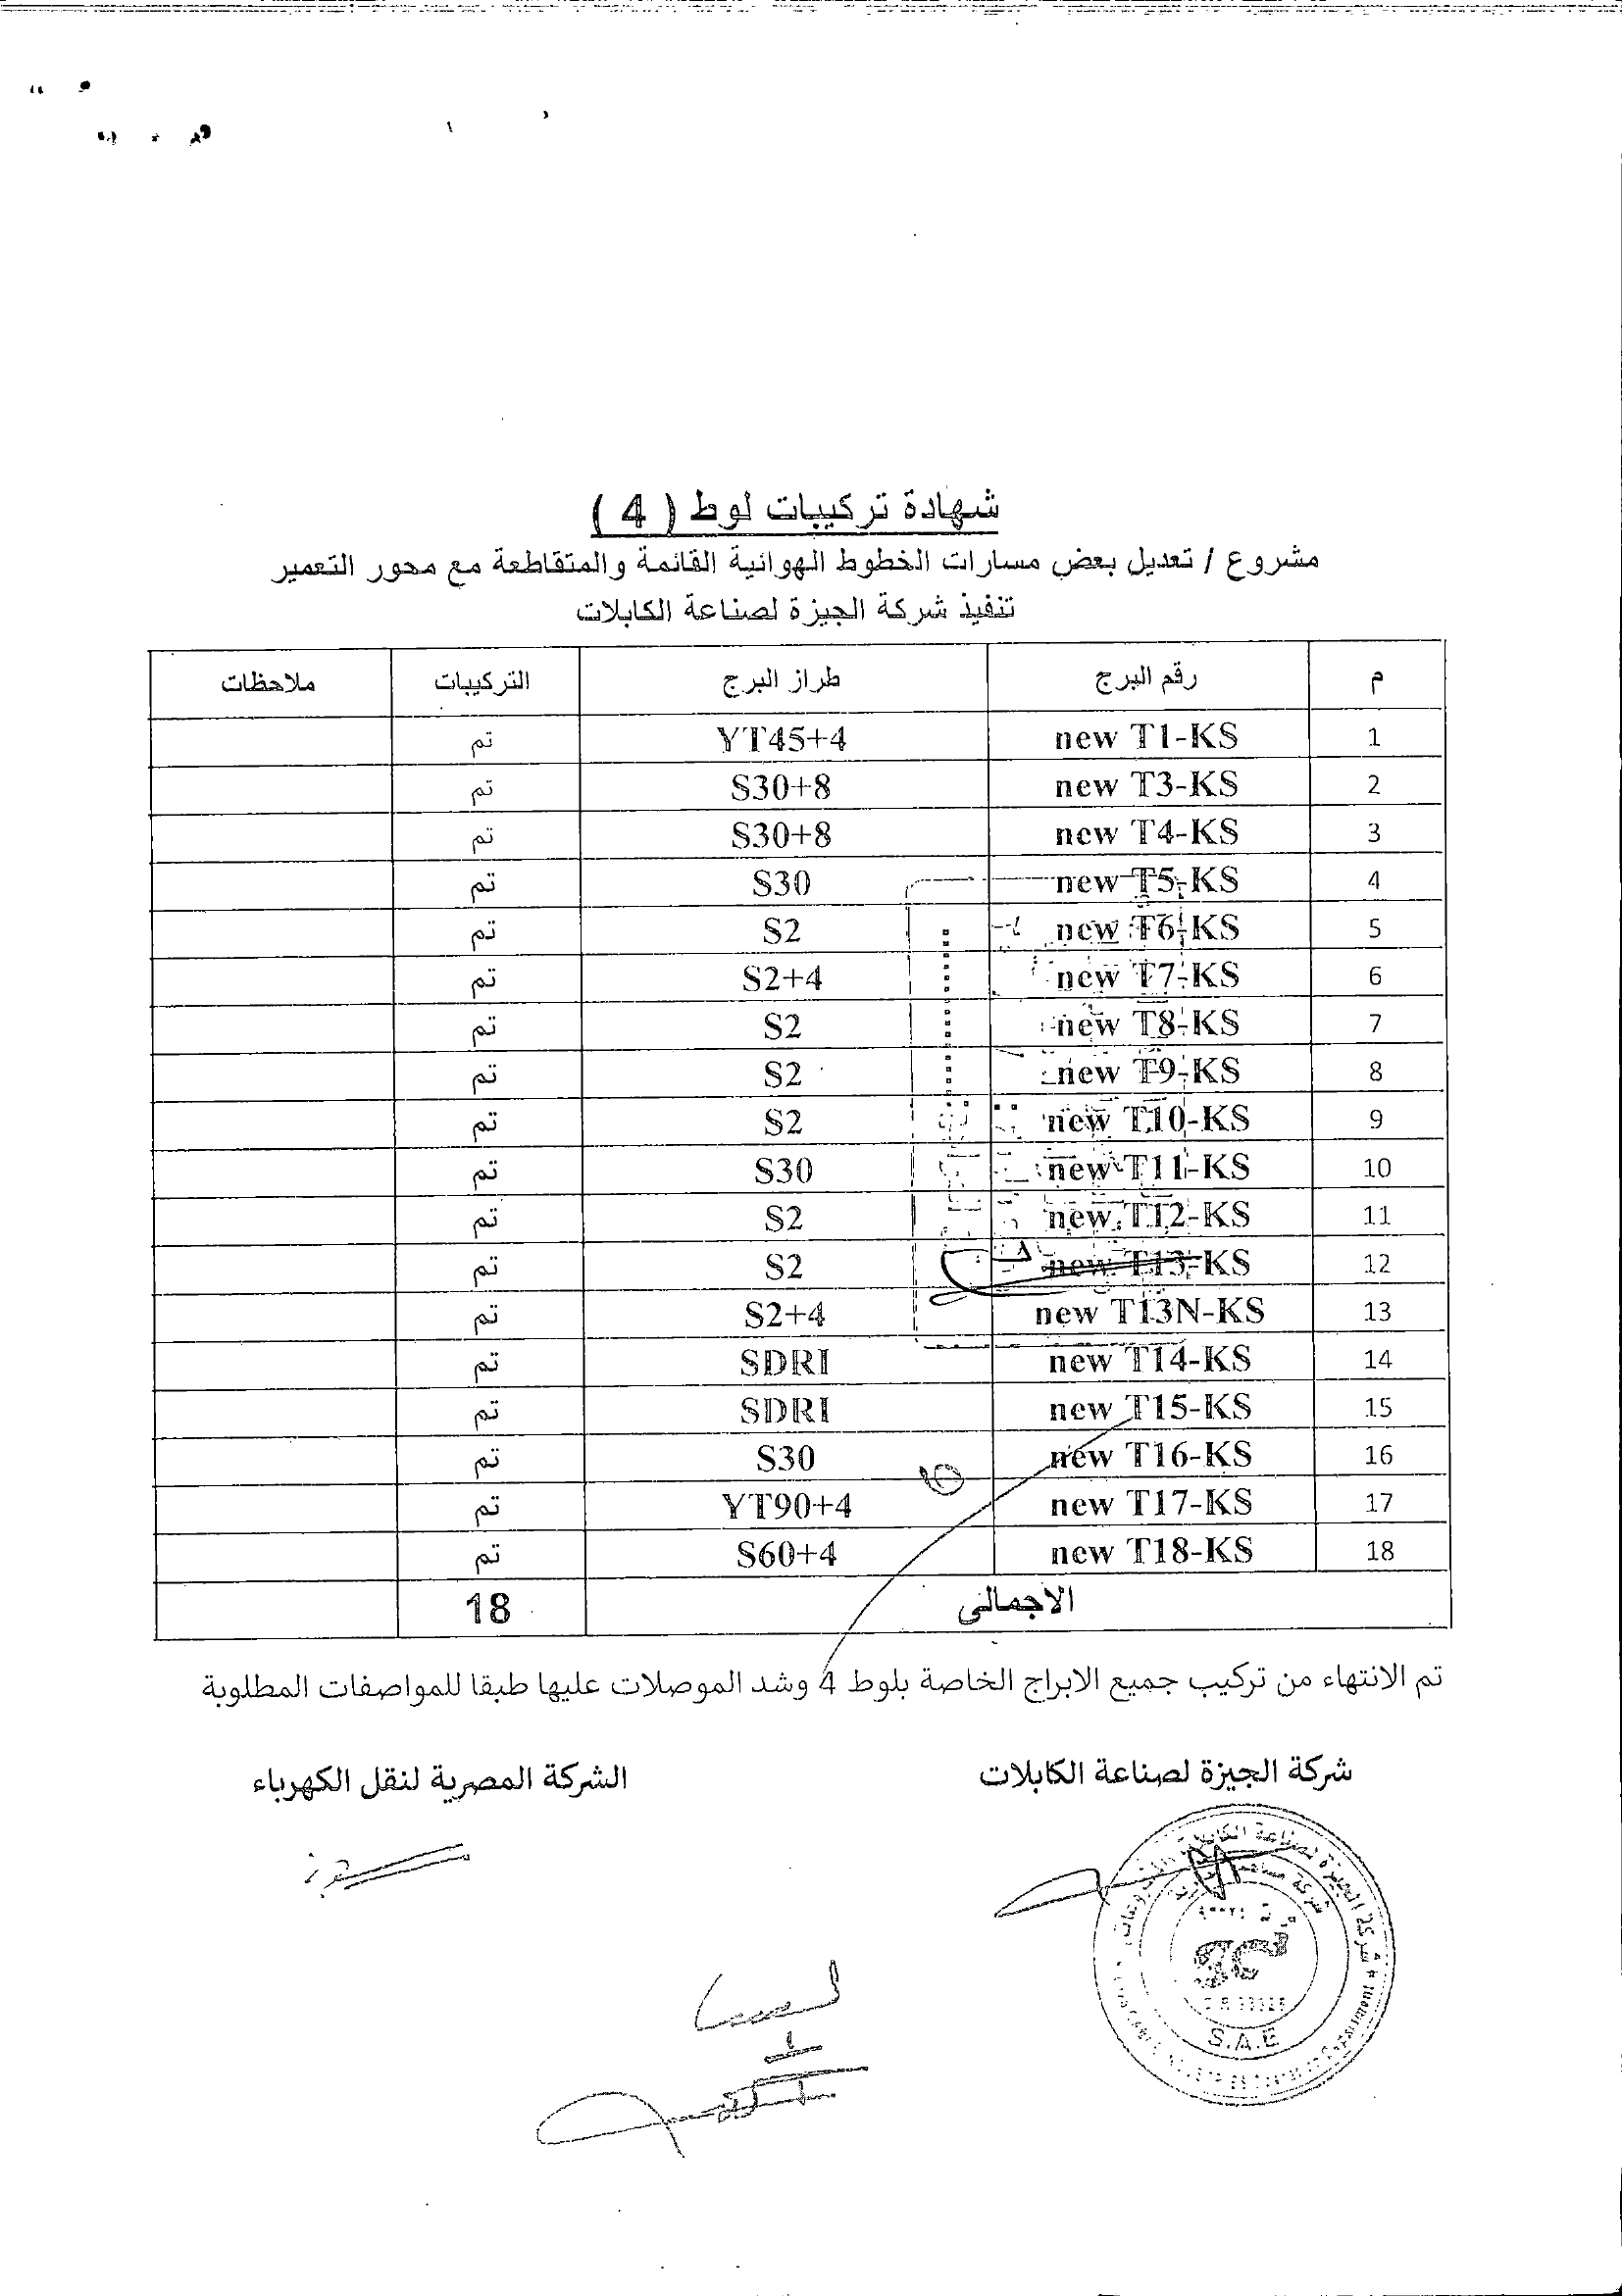 شهادة تركيبات لوط ( 4 )
مشروع / تعديل بعض مسارات الخطوط الهوائية القائمة والمتقاطعة مع محور التعمير
تنفيذ شركة الجيزة لصناعة الكابلات
م رقم البرج طراز البرج التركيبات ملاحظات
1 new T1-KS YT45+4 تم
2 new T3-KS S30+8 تم
3 new T4-KS S30+8 تم
4 new T5-KS S30 تم
5 new T6-KS S2 تم
6 new T7-KS S2+4 تم
7 new T8-KS S2 تم
8 new T9-KS S2 تم
9 new T10-KS S2 تم
10 new T11-KS S30 تم
11 new T12-KS S2 تم
12 new T13-KS S2 تم
13 new T13N-KS S2+4 تم
14 new T14-KS SDRI تم
15 new T15-KS SDRI تم
16 new T16-KS S30 تم
17 new T17-KS YT90+4 تم
18 new T18-KS S60+4 تم
الاجمالى 18
تم الانتهاء من تركيب جميع الابراج الخاصة بلوط 4 وشد الموصلات عليها طبقا للمواصفات المطلوبة
شركة الجيزة لصناعة الكابلات
الشركة المصرية لنقل الكهرباء
شركة الجيزة لصناعة
S.A.E